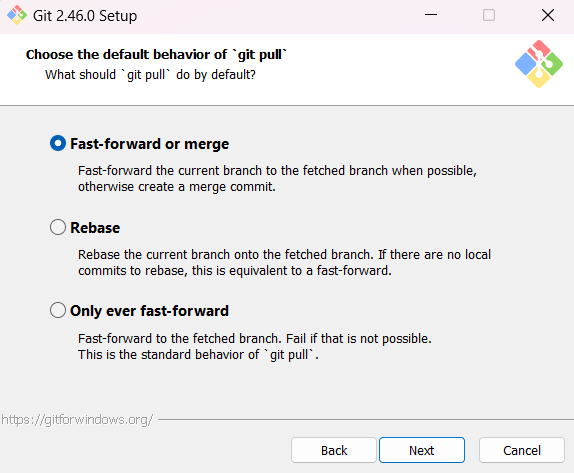 Git 2.46.0 Setup
Choose the default behavior of `git pull`
What should `git pull` do by default?
Fast-forward or merge
Fast-forward the current branch to the fetched branch when possible,
otherwise create a merge commit.
Rebase
Rebase the current branch onto the fetched branch. If there are no local
commits to rebase, this is equivalent to a fast-forward.
Only ever fast-forward
Fast-forward to the fetched branch. Fail if that is not possible.
This is the standard behavior of `git pull`.
https://gitforwindows.org/
Back Next Cancel